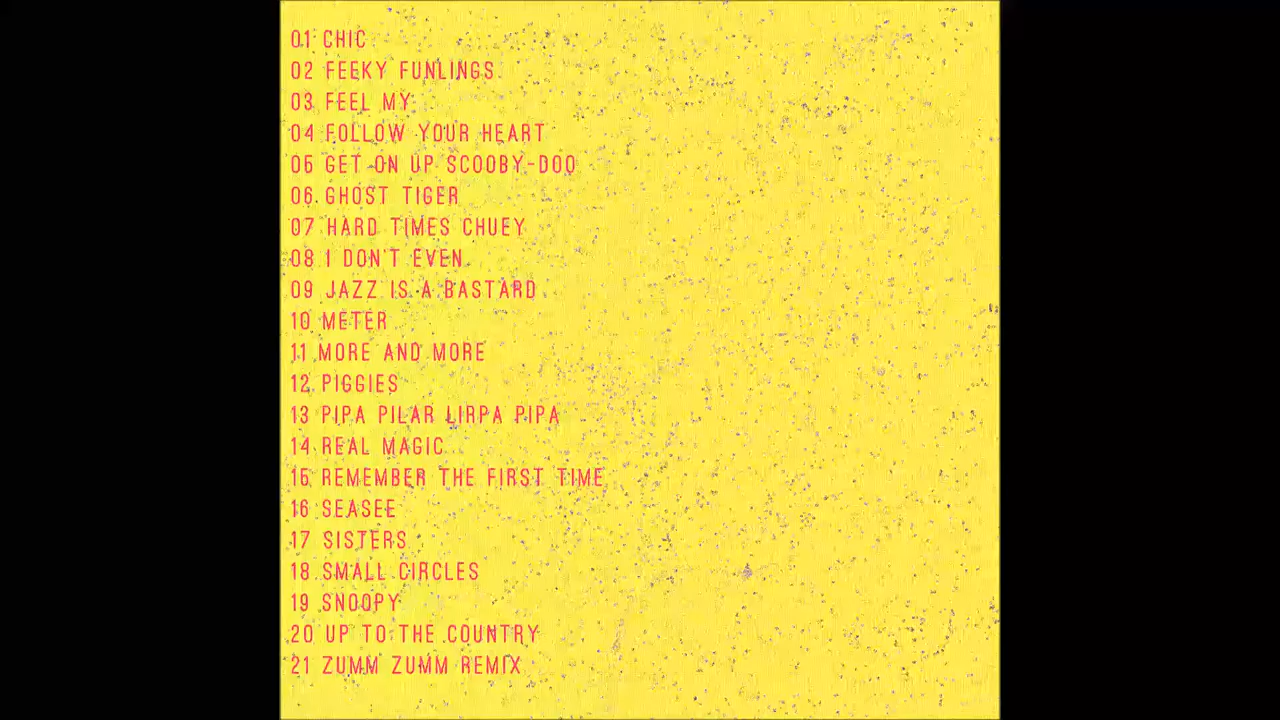 01 CHIC
02 FEEKY FUNLINGS
03 FEEL MY
04 FOLLOW YOUR HEART
05 GET ON UP SCOOBY-DOO
06 GHOST TIGER
07 HARD TIMES CHUEY
08 I DON'T EVEN
09 JAZZ IS A BASTARD
10 METER
11 MORE AND MORE
12 PIGGIES
13 PIPA PILAR LIRPA PIPA
14 REAL MAGIC
15 REMEMBER THE FIRST TIME
16 SEASEE
17 SISTERS
18 SMALL CIRCLES
19 SNOOPY
20 UP TO THE COUNTRY
21 ZUMM ZUMM REMIX